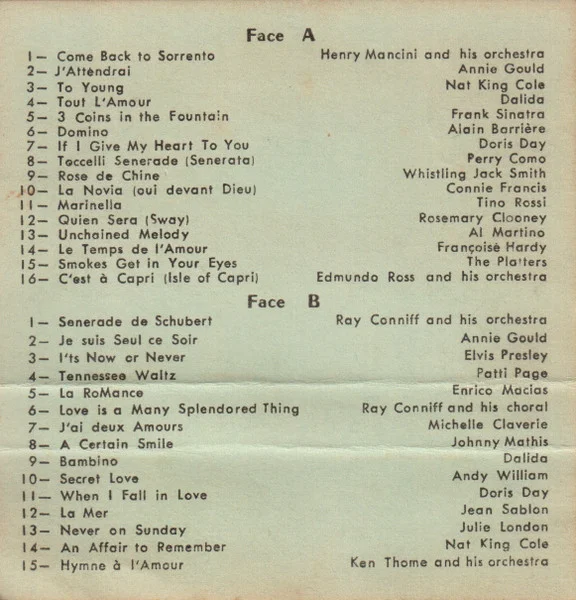 Face A
1— Come Back to Sorrento Henry Mancini and his orchestra
2— J'Attendrai Annie Gould
3— To Young Nat King Cole
4— Tout L'Amour Dalida
5— 3 Coins in the Fountain Frank Sinatra
6— Domino Alain Barrière
7— If I Give My Heart To You Doris Day
8— Toccelli Senerade (Senerata) Perry Como
9— Rose de Chine Whistling Jack Smith
10— La Novia (oui devant Dieu) Connie Francis
11— Marinella Tino Rossi
12— Quien Sera (Sway) Rosemary Clooney
13— Unchained Melody Al Martino
14— Le Temps de l'Amour Françoisé Hardy
15— Smokes Get in Your Eyes The Platters
16— C'est à Capri (Isle of Capri) Edmundo Ross and his orchestra
Face B
1— Senerade de Schubert Ray Conniff and his orchestra
2— Je suis Seul ce Soir Annie Gould
3— I'ts Now or Never Elvis Presley
4— Tennessee Waltz Patti Page
5— La RoMance Enrico Macias
6— Love is a Many Splendored Thing Ray Conniff and his choral
7— J'ai deux Amours Michelle Claverie
8— A Certain Smile Johnny Mathis
9— Bambino Dalida
10— Secret Love Andy William
11— When I Fall in Love Doris Day
12— La Mer Jean Sablon
13— Never on Sunday Julie London
14— An Affair to Remember Nat King Cole
15— Hymne à l'Amour Ken Thome and his orchestra